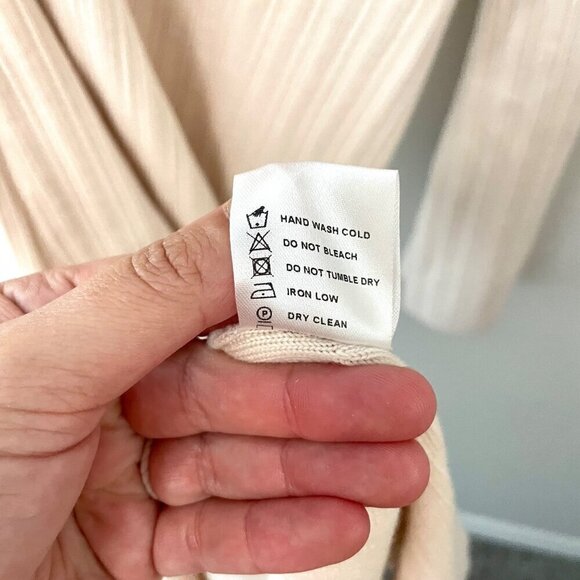 HAND WASH COLD
DO NOT BLEACH
DO NOT TUMBLE DRY
IRON LOW
P DRY CLEAN